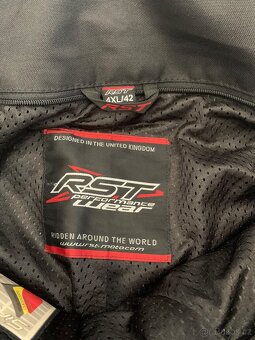 RST
4XL/42
RST
DESIGNED IN THE UNITED KINGDOM
RST
performance
wear
RIDDEN AROUND THE WORLD
www.rst-moto.com